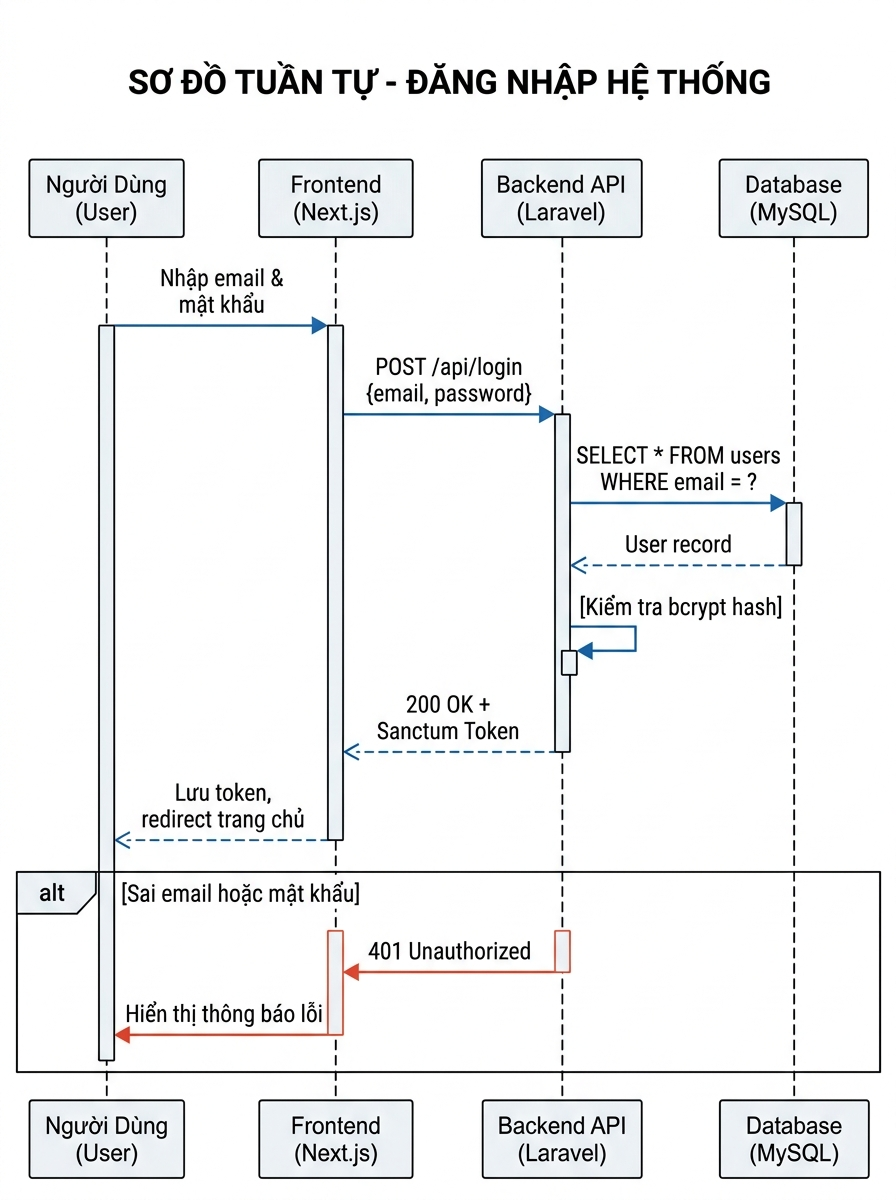 SƠ ĐỒ TUẦN TỰ - ĐĂNG NHẬP HỆ THỐNG
Người Dùng
(User)
Frontend
(Next.js)
Backend API
(Laravel)
Database
(MySQL)
Nhập email &
mật khẩu
POST /api/login
{email, password}
SELECT * FROM users
WHERE email = ?
User record
[Kiểm tra bcrypt hash]
200 OK +
Sanctum Token
Lưu token,
redirect trang chủ
alt
[Sai email hoặc mật khẩu]
401 Unauthorized
Hiển thị thông báo lỗi
Người Dùng
(User)
Frontend
(Next.js)
Backend API
(Laravel)
Database
(MySQL)